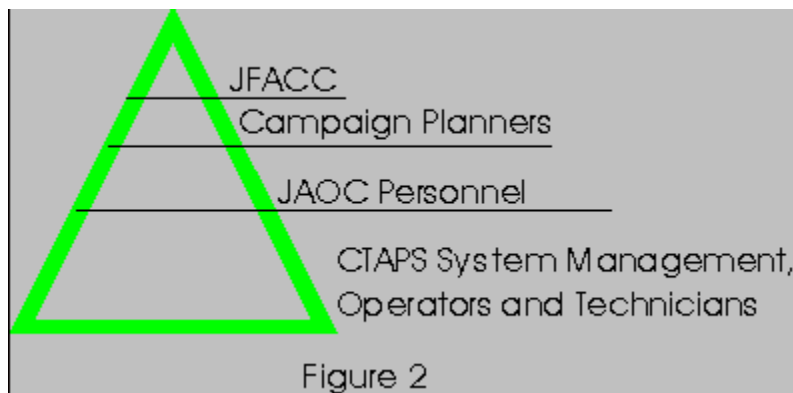 JFACC
Campaign Planners
JAOC Personnel
CTAPS System Management,
Operators and Technicians
Figure 2